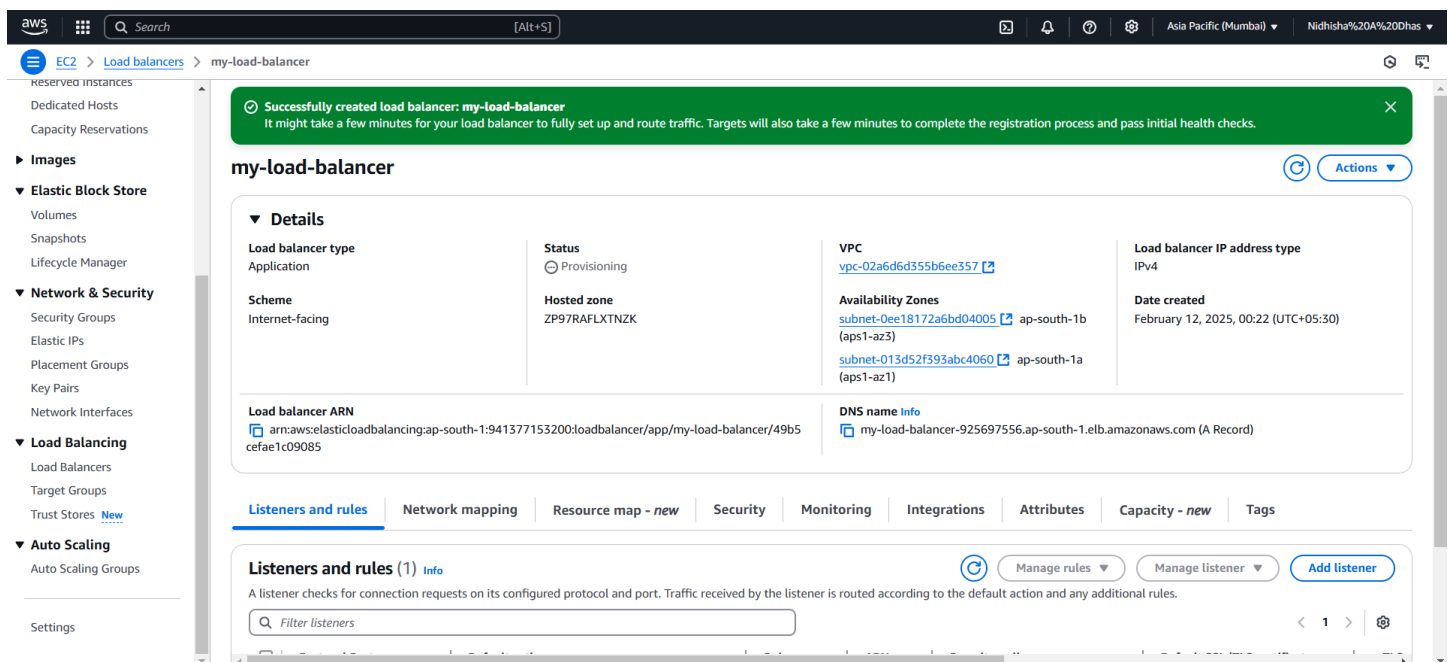 aws
Search [Alt+S] Asia Pacific (Mumbai) Nidhisha%20A%20Dhas
EC2 > Load balancers > my-load-balancer
Reserved Instances
Dedicated Hosts
Capacity Reservations
Images
Elastic Block Store
Volumes
Snapshots
Lifecycle Manager
Network & Security
Security Groups
Elastic IPs
Placement Groups
Key Pairs
Network Interfaces
Load Balancing
Load Balancers
Target Groups
Trust Stores New
Auto Scaling
Auto Scaling Groups
Settings
Successfully created load balancer: my-load-balancer
It might take a few minutes for your load balancer to fully set up and route traffic. Targets will also take a few minutes to complete the registration process and pass initial health checks.
my-load-balancer
Actions
Details
Load balancer type
Application
Status
Provisioning
VPC
vpc-02a6d6d355b6ee357
Load balancer IP address type
IPv4
Scheme
Internet-facing
Hosted zone
ZP97RAFLXTNZK
Availability Zones
subnet-0ee18172a6bd04005 ap-south-1b
(aps1-az3)
subnet-013d52f393abc4060 ap-south-1a
(aps1-az1)
Date created
February 12, 2025, 00:22 (UTC+05:30)
Load balancer ARN
arn:aws:elasticloadbalancing:ap-south-1:941377153200:loadbalancer/app/my-load-balancer/49b5
cefae1c09085
DNS name Info
my-load-balancer-925697556.ap-south-1.elb.amazonaws.com (A Record)
Listeners and rules Network mapping Resource map - new Security Monitoring Integrations Attributes Capacity - new Tags
Listeners and rules (1) Info
Manage rules Manage listener Add listener
A listener checks for connection requests on its configured protocol and port. Traffic received by the listener is routed according to the default action and any additional rules.
Filter listeners
1